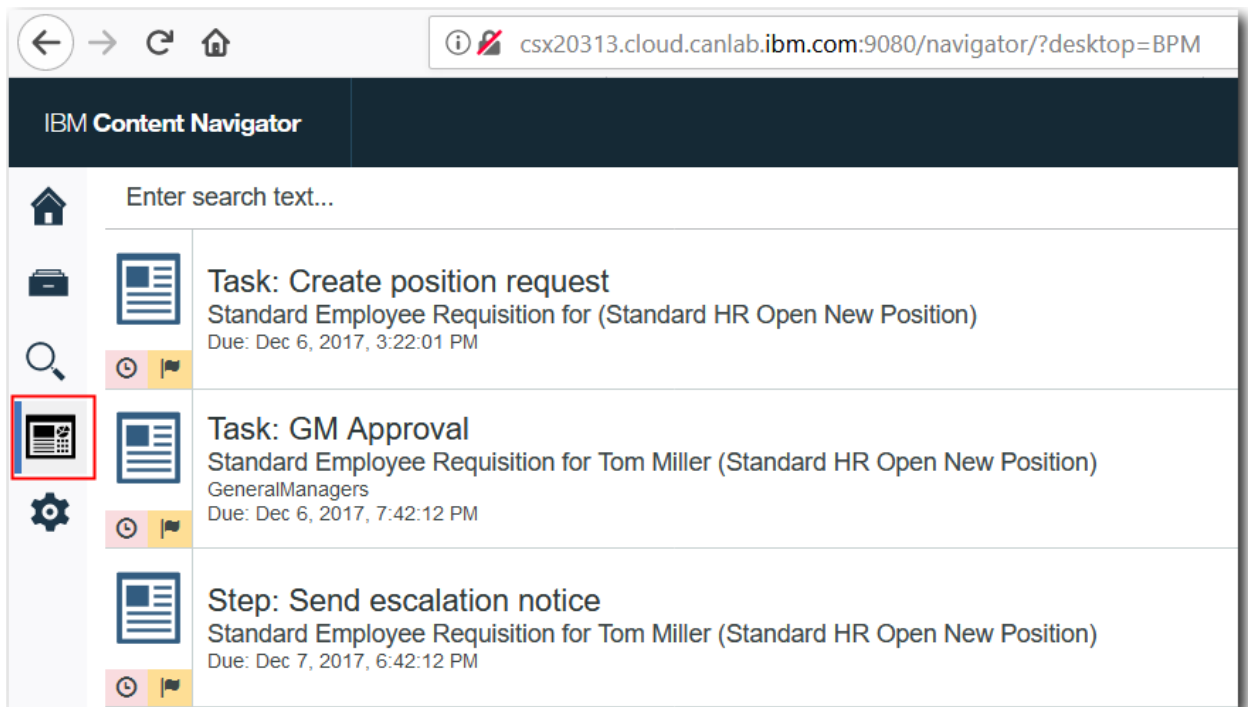 csx20313.cloud.canlab.ibm.com:9080/navigator/?desktop=BPM
IBM Content Navigator
Enter search text...
Task: Create position request
Standard Employee Requisition for (Standard HR Open New Position)
Due: Dec 6, 2017, 3:22:01 PM
Task: GM Approval
Standard Employee Requisition for Tom Miller (Standard HR Open New Position)
GeneralManagers
Due: Dec 6, 2017, 7:42:12 PM
Step: Send escalation notice
Standard Employee Requisition for Tom Miller (Standard HR Open New Position)
Due: Dec 7, 2017, 6:42:12 PM